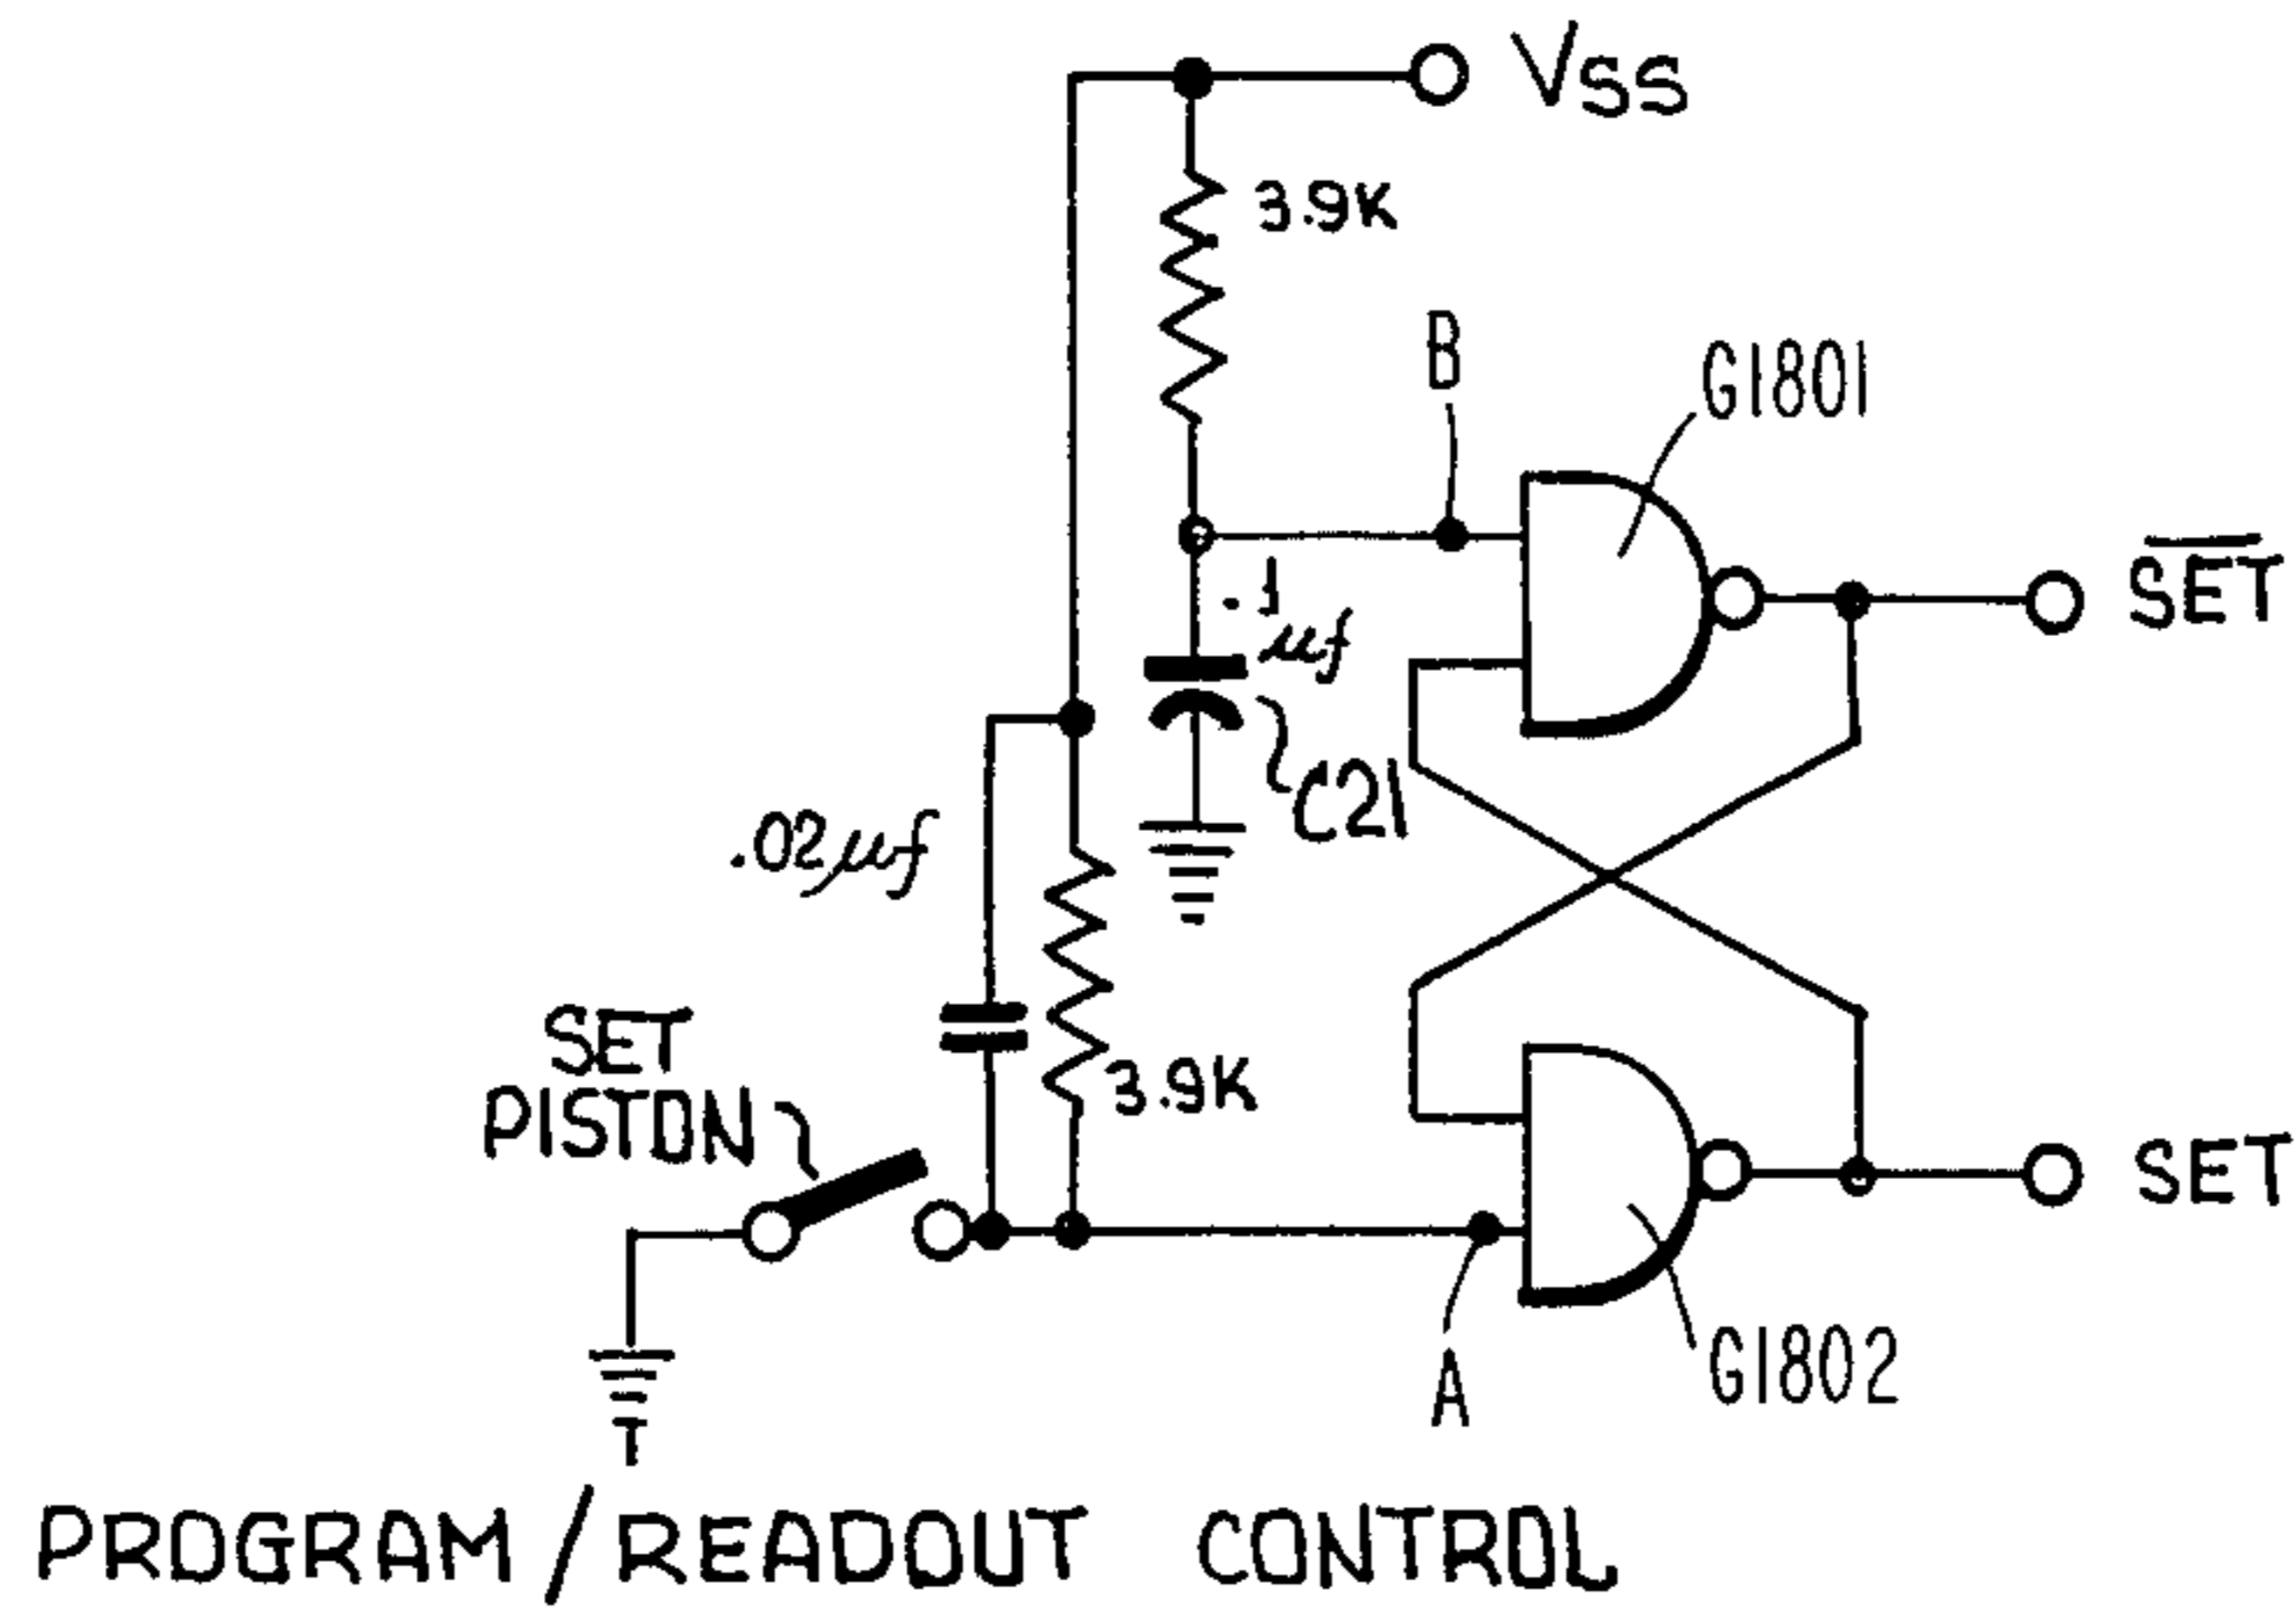 VSS
3.9K
B
G1801
SET
.1
µf
C21
.02µf
SET
PISTON
3.9K
SET
A
G1802
PROGRAM/READOUT CONTROL